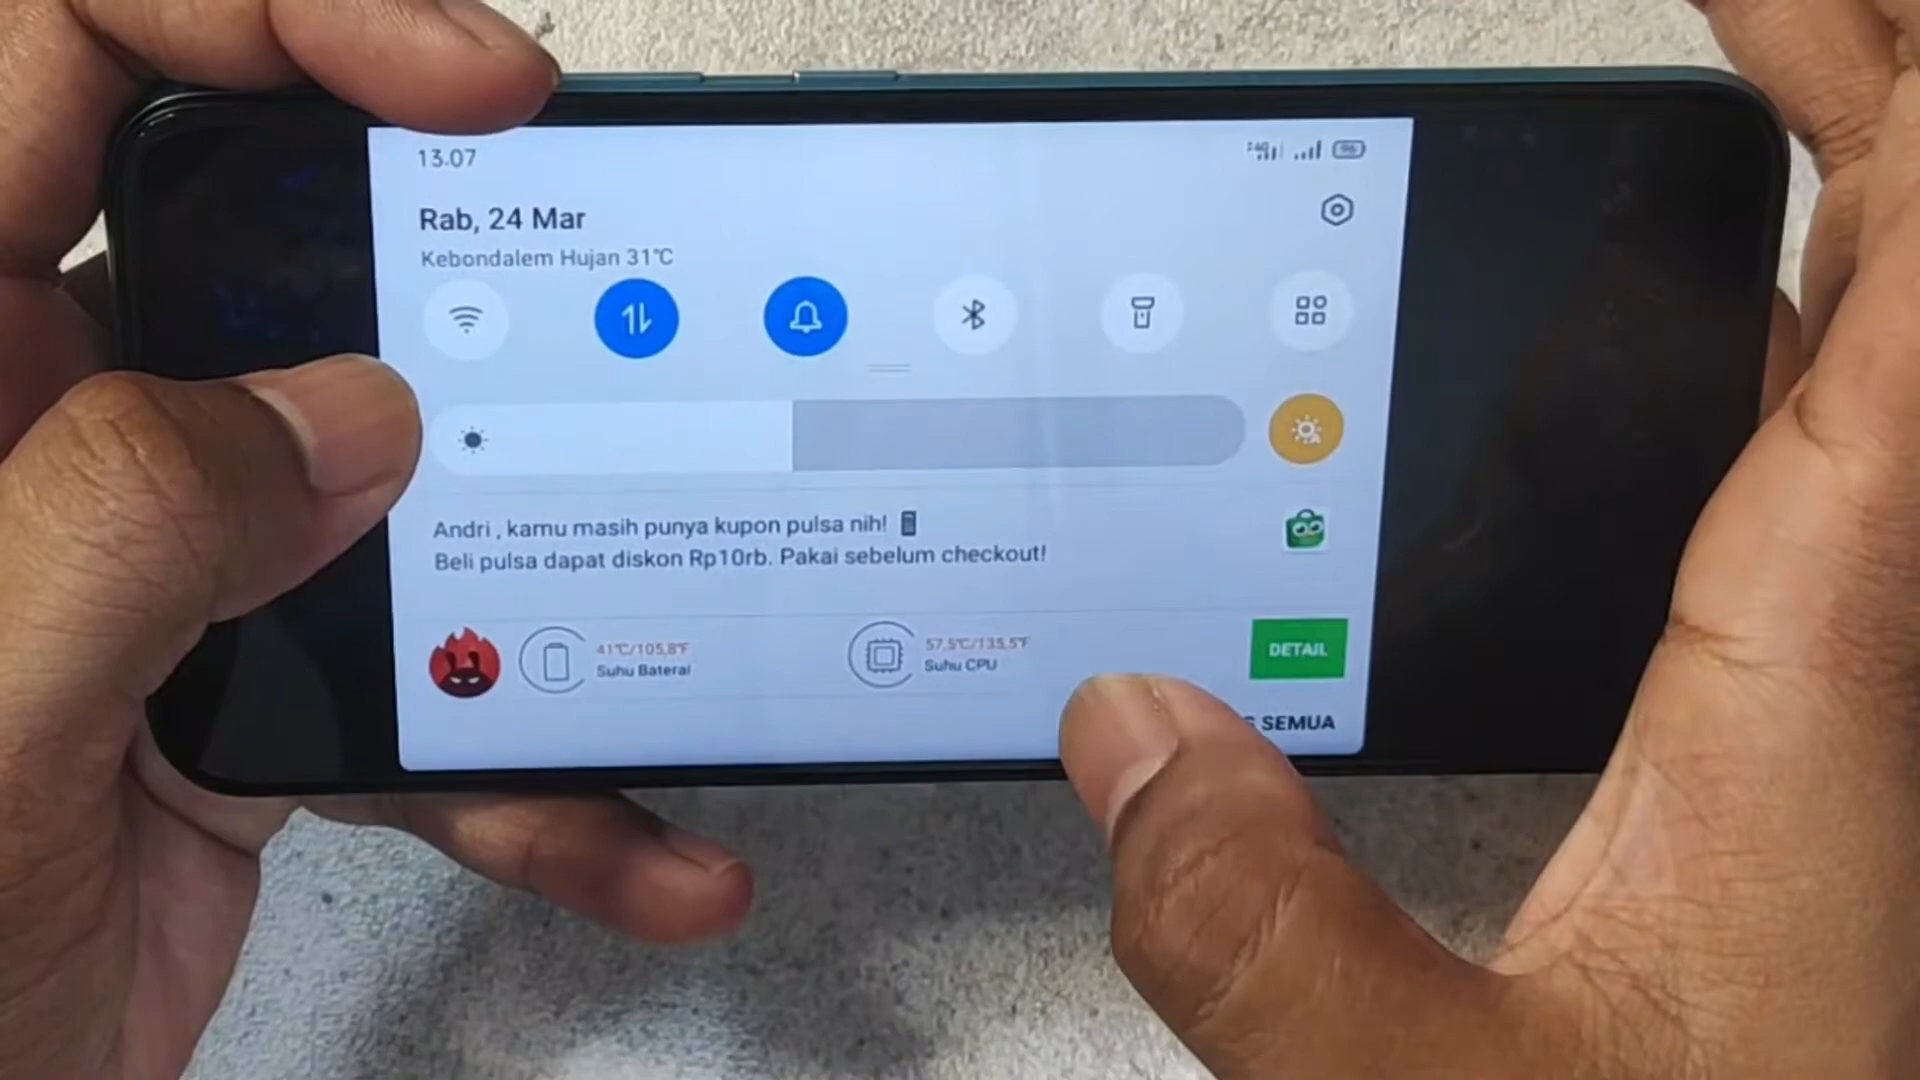 13.07
96
Rab, 24 Mar
Kebondalem Hujan 31°C
Andri , kamu masih punya kupon pulsa nih!
Beli pulsa dapat diskon Rp10rb. Pakai sebelum checkout!
41°C/105,8°F
Suhu Baterai
57,5°C/135,5°F
Suhu CPU
DETAIL
SEMUA